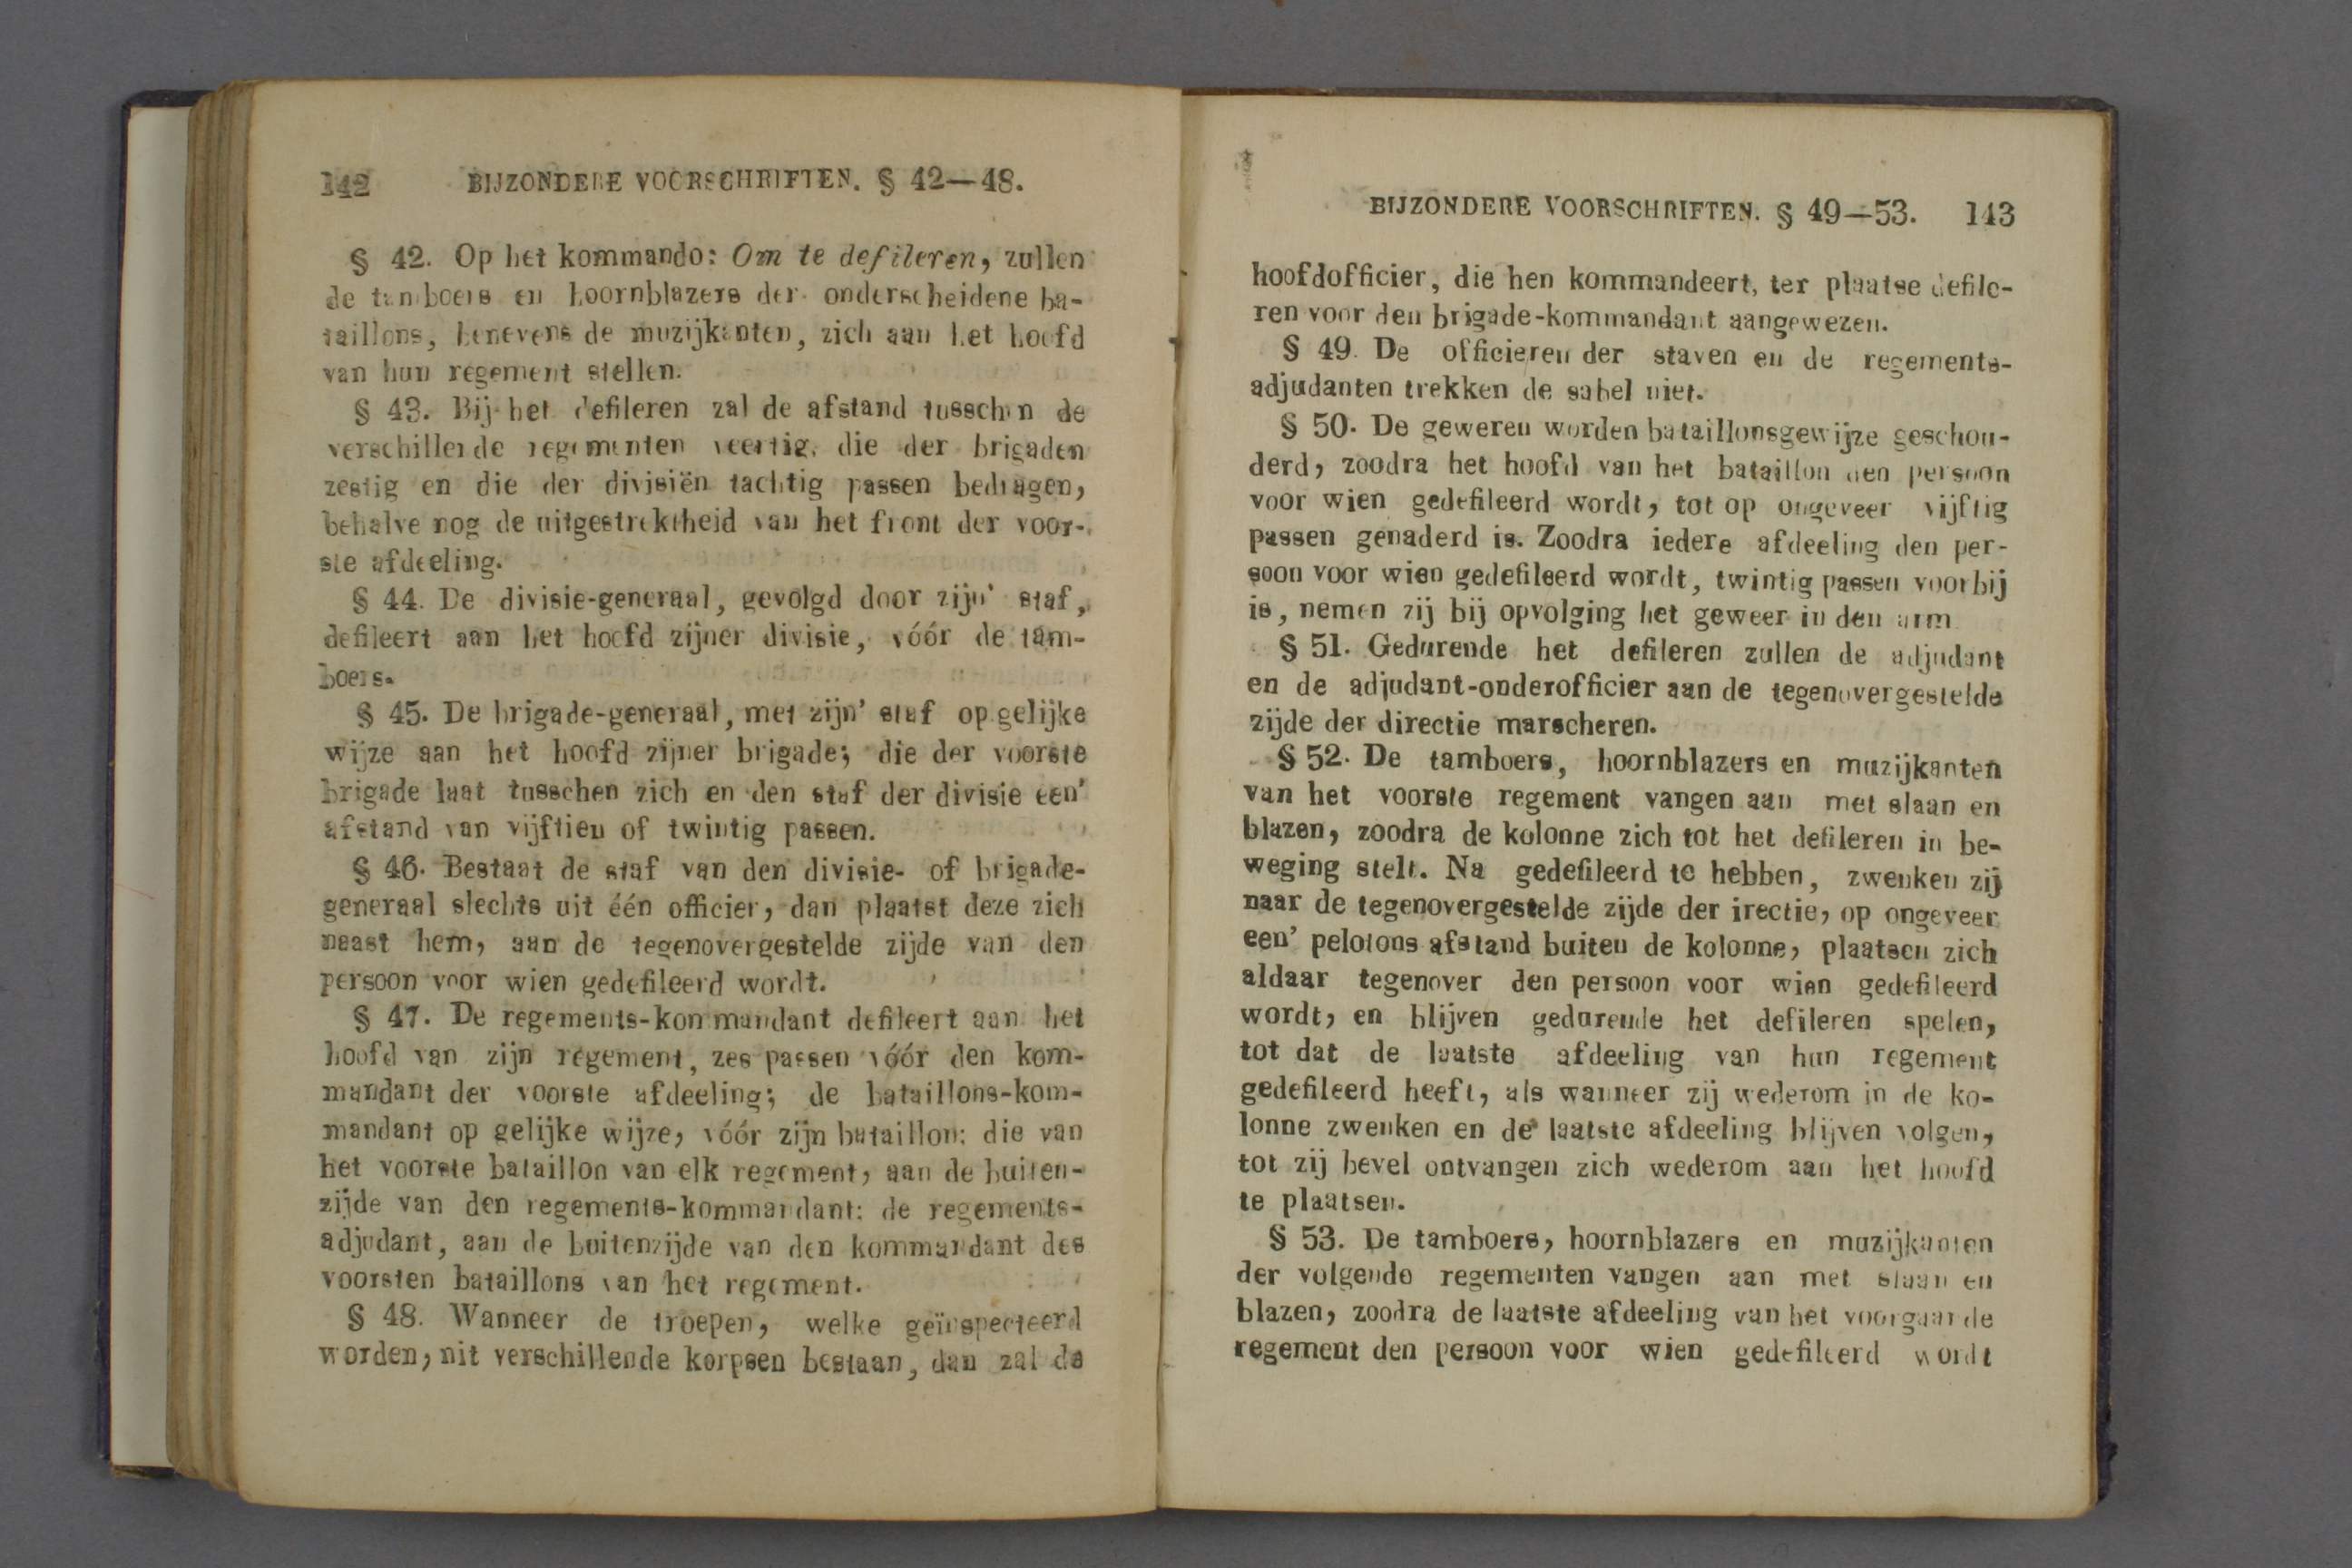 142 BIJZONDERE VOORSCHRIFTEN. § 42—48.
§ 42. Op het kommando: Om te defileren, zullen
de tamboers en hoornblazers der onderscheidene ba-
taillons, benevens de muzijkanten, zich aan het hoofd
van hun regement stellen.
§ 43. Bij het defileren zal de afstand tusschen de
verschillende regementen veertig, die der brigaden
zestig en die der divisiën tachtig passen bedragen,
behalve nog de uitgestrektheid van het front der voor-
ste afdeeling.
§ 44. De divisie-generaal, gevolgd door zijn' staf,
defileert aan het hoofd zijner divisie, vóór de tam-
boers.
§ 45. De brigade-generaal, met zijn' staf op gelijke
wijze aan het hoofd zijner brigade; die der voorste
brigade laat tusschen zich en den staf der divisie een'
afstand van vijftien of twintig passen.
§ 46. Bestaat de staf van den divisie- of brigade-
generaal slechts uit één officier, dan plaatst deze zich
naast hem, aan de tegenovergestelde zijde van den
persoon voor wien gedefileerd wordt.
§ 47. De regements-kommandant defileert aan het
hoofd van zijn regement, zes passen vóór den kom-
mandant der voorste afdeeling; de bataillons-kom-
mandant op gelijke wijze, vóór zijn bataillon: die van
het voorste bataillon van elk regement, aan de buiten-
zijde van den regements-kommandant: de regements-
adjudant, aan de buitenzijde van den kommandant des
voorsten bataillons van het regement.
§ 48. Wanneer de troepen, welke geïnspecteerd
worden, uit verschillende korpsen bestaan, dan zal de
BIJZONDERE VOORSCHRIFTEN. § 49—53. 143
hoofdofficier, die hen kommandeert, ter plaatse defile-
ren voor den brigade-kommandant aangewezen.
§ 49. De officieren der staven en de regements-
adjudanten trekken de sabel niet.
§ 50. De geweren worden bataillonsgewijze geschou-
derd, zoodra het hoofd van het bataillon den persoon
voor wien gedefileerd wordt, tot op ongeveer vijftig
passen genaderd is. Zoodra iedere afdeeling den per-
soon voor wien gedefileerd wordt, twintig passen voorbij
is, nemen zij bij opvolging het geweer in den arm
§ 51. Gedurende het defileren zullen de adjudant
en de adjudant-onderofficier aan de tegenovergestelde
zijde der directie marscheren.
§ 52. De tamboers, hoornblazers en muzijkanten
van het voorste regement vangen aan met slaan en
blazen, zoodra de kolonne zich tot het defileren in be-
weging stelt. Na gedefileerd te hebben, zwenken zij
naar de tegenovergestelde zijde der irectie, op ongeveer
een' pelotons afstand buiten de kolonne, plaatsen zich
aldaar tegenover den persoon voor wien gedefileerd
wordt, en blijven gedurende het defileren spelen,
tot dat de laatste afdeeling van hun regement
gedefileerd heeft, als wanneer zij wederom in de ko-
lonne zwenken en de laatste afdeeling blijven volgen,
tot zij bevel ontvangen zich wederom aan het hoofd
te plaatsen.
§ 53. De tamboers, hoornblazers en muzijkanten
der volgende regementen vangen aan met slaan en
blazen, zoodra de laatste afdeeling van het voorgaande
regement den persoon voor wien gedefileerd wordt